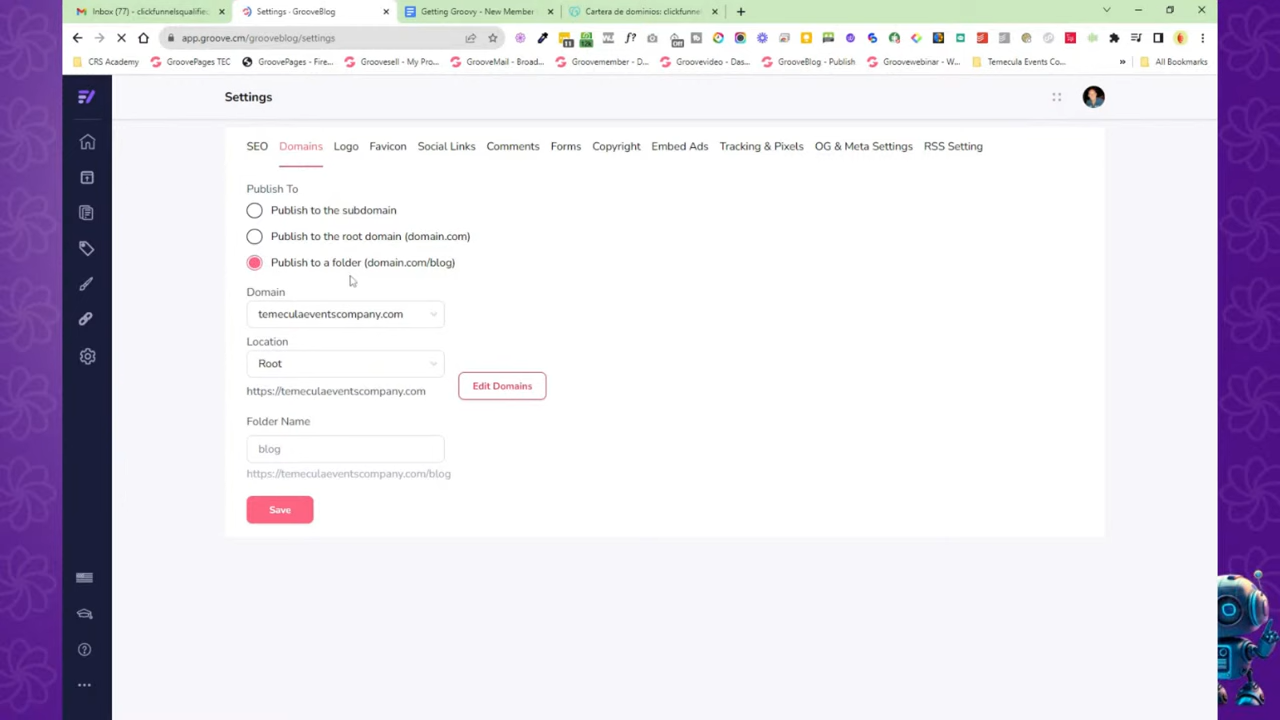 Inbox (77) - clickfunnelsqualifie
Settings - GrooveBlog
Getting Groovy - New Member
Cartera de dominios: clickfunne
app.groove.cm/grooveblog/settings
CRS Academy
GroovePages TEC
GroovePages - Fire...
Groovesell - My Pro...
GrooveMail - Broad...
Groovemember - D...
Groovevideo - Das...
GrooveBlog - Publish
Groovewebinar - W...
Temecula Events Co...
All Bookmarks
Settings
SEO
Domains
Logo
Favicon
Social Links
Comments
Forms
Copyright
Embed Ads
Tracking & Pixels
OG & Meta Settings
RSS Setting
Publish To
Publish to the subdomain
Publish to the root domain (domain.com)
Publish to a folder (domain.com/blog)
Domain
temeculaeventscompany.com
Location
Root
https://temeculaeventscompany.com
Edit Domains
Folder Name
blog
https://temeculaeventscompany.com/blog
Save